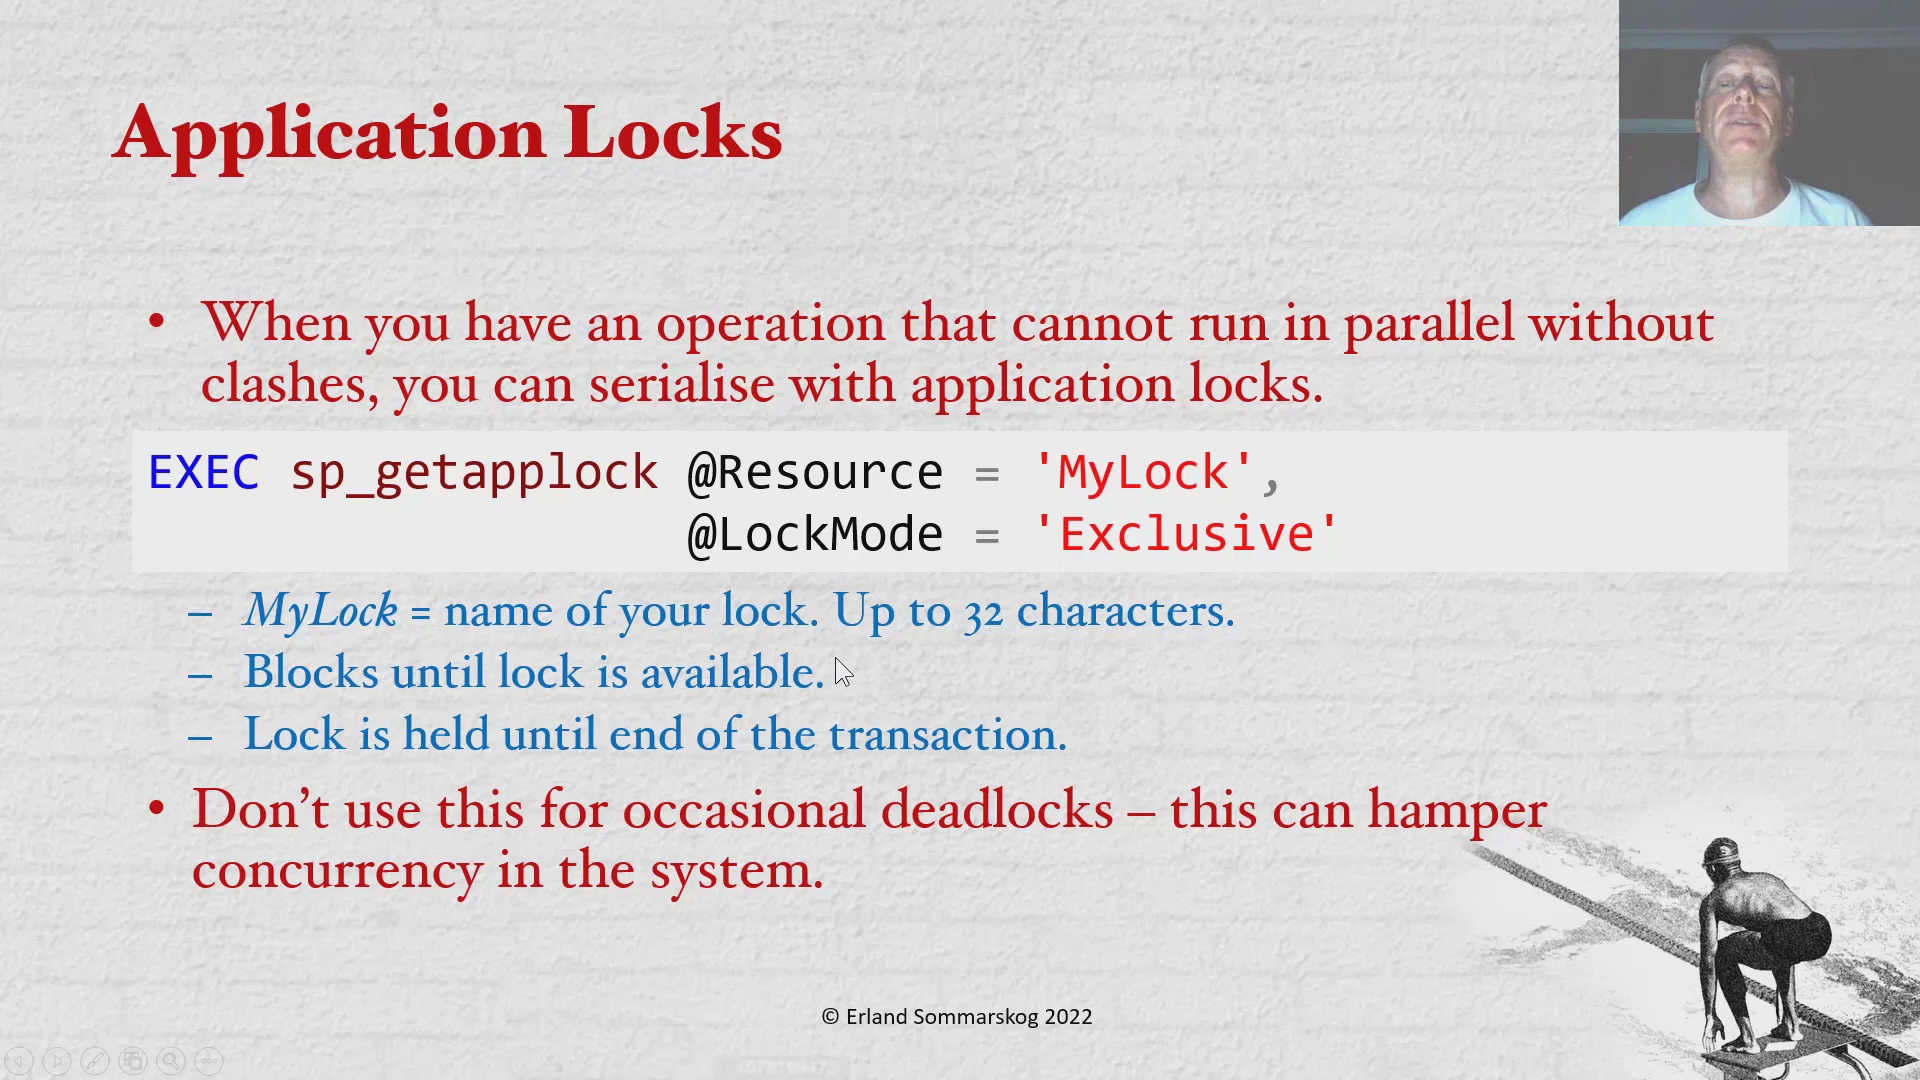 Application Locks
• When you have an operation that cannot run in parallel without
clashes, you can serialise with application locks.
EXEC sp_getapplock @Resource = 'MyLock',
@LockMode = 'Exclusive'
– MyLock = name of your lock. Up to 32 characters.
– Blocks until lock is available.
– Lock is held until end of the transaction.
• Don’t use this for occasional deadlocks – this can hamper
concurrency in the system.
© Erland Sommarskog 2022